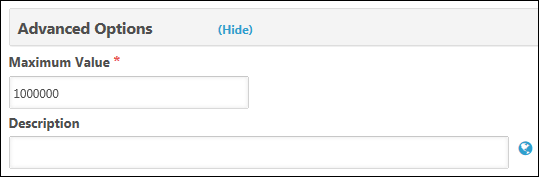 Advanced Options (Hide)
Maximum Value *
1000000
Description